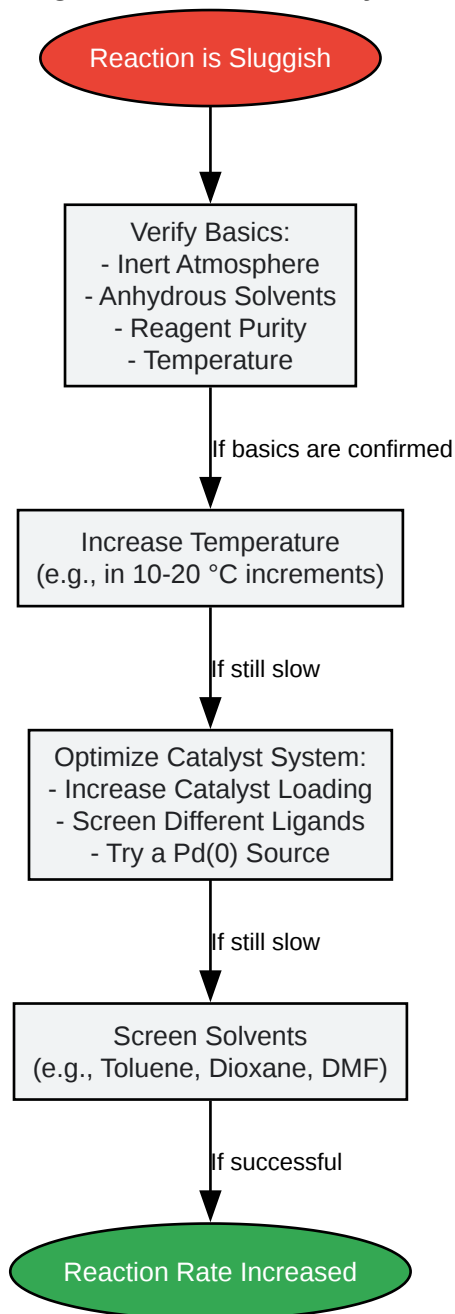 Reaction is Sluggish
Verify Basics:
- Inert Atmosphere
- Anhydrous Solvents
- Reagent Purity
- Temperature
If basics are confirmed
Increase Temperature
(e.g., in 10-20 °C increments)
If still slow
Optimize Catalyst System:
- Increase Catalyst Loading
- Screen Different Ligands
- Try a Pd(0) Source
If still slow
Screen Solvents
(e.g., Toluene, Dioxane, DMF)
If successful
Reaction Rate Increased